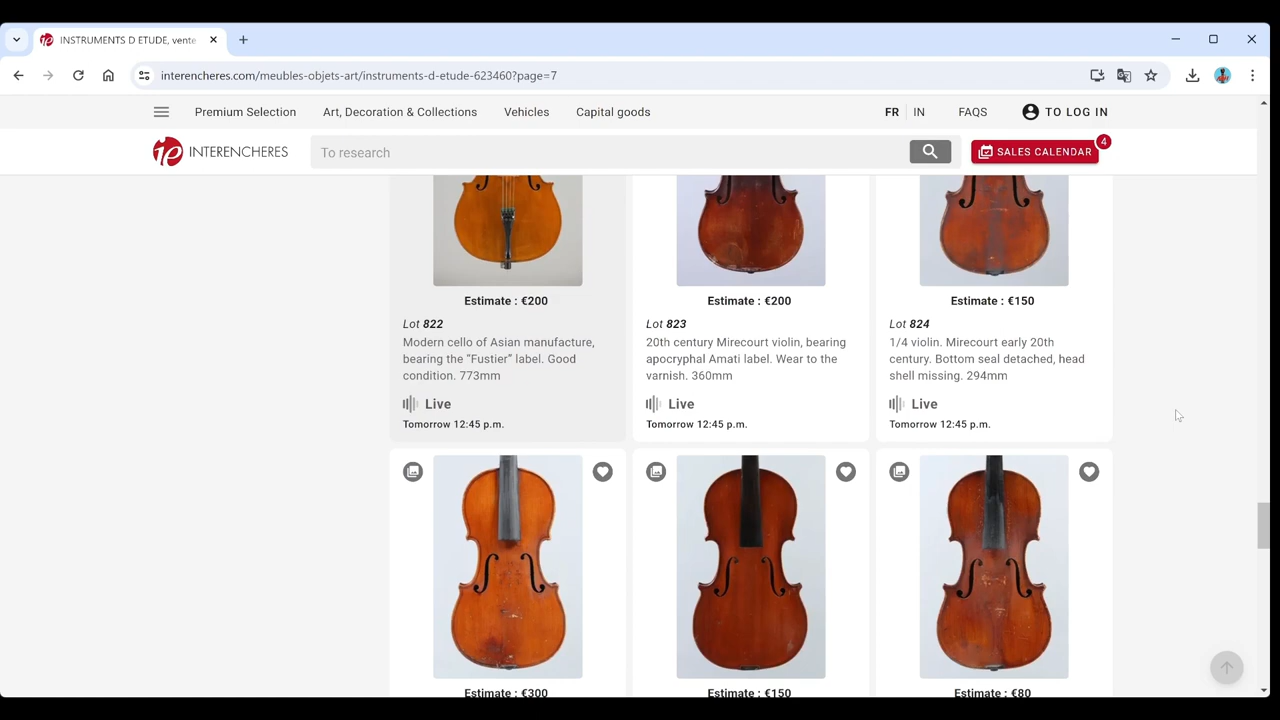 INSTRUMENTS D ETUDE, vente
interencheres.com/meubles-objets-art/instruments-d-etude-623460?page=7
Premium Selection Art, Decoration & Collections Vehicles Capital goods FR IN FAQS TO LOG IN
INTERENCHERES To research SALES CALENDAR 4
Estimate : €200
Lot 822
Modern cello of Asian manufacture,
bearing the “Fustier” label. Good
condition. 773mm
Live
Tomorrow 12:45 p.m.
Estimate : €200
Lot 823
20th century Mirecourt violin, bearing
apocryphal Amati label. Wear to the
varnish. 360mm
Live
Tomorrow 12:45 p.m.
Estimate : €150
Lot 824
1/4 violin. Mirecourt early 20th
century. Bottom seal detached, head
shell missing. 294mm
Live
Tomorrow 12:45 p.m.
Estimate : €300
Estimate : €150
Estimate : €80